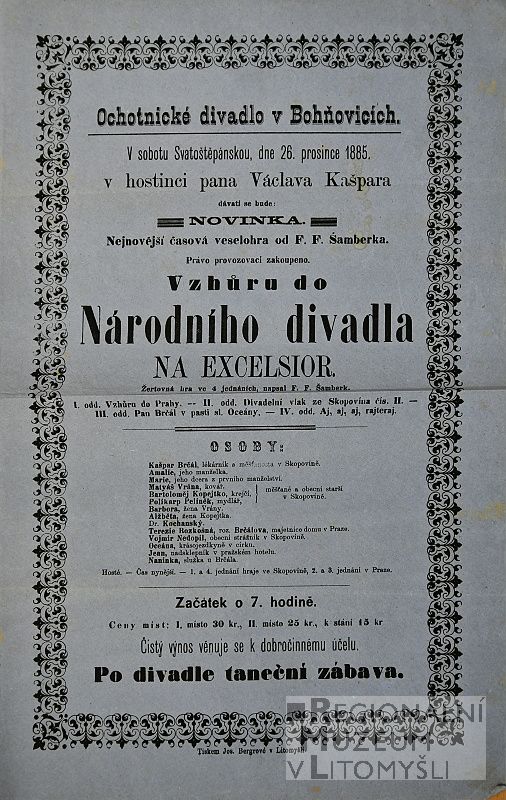 Ochotnické divadlo v Bohňovicích.
V sobotu Svatoštěpánskou, dne 26. prosince 1885.
v hostinci pana Václava Kašpara
dávati se bude:
NOVINKA.
Nejnovější časová veselohra od F. F. Šamberka.
Právo provozovací zakoupeno.
Vzhůru do
Národního divadla
NA EXCELSIOR.
Žertovná hra ve 4 jednáních, napsal F. F. Šamberk.
I. odd. Vzhůru do Prahy. — II. odd. Divadelní vlak ze Skopovína čís. II. —
III. odd. Pan Brčál v pasti sl. Oceány. — IV. odd. Aj, aj, aj, rajteraj.
OSOBY:
Kašpar Brčál, lékárník a měšťanosta v Skopovíně.
Amalie, jeho manželka.
Marie, jeho dcera z prvního manželství.
Matyáš Vrána, kovář,
Bartoloměj Kopejtko, krejčí,
Polikarp Pelíněk, mydlář,
měšťané a obecní starší
v Skopovíně.
Barbora, žena Vrány.
Alžběta, žena Kopejtka.
Dr. Kochanský.
Terezie Rozkošná, roz. Brčálova, majetnice domu v Praze.
Vojmír Nedopil, obecní strážník v Skopovíně.
Oceána, krásojezdkyně v cirku.
Jean, nadsklepník v pražském hotelu.
Naninka, služka u Brčála.
Hosté. — Čas nynější. — 1. a 4. jednání hraje ve Skopovíně, 2. a 3. jednání v Praze.
Začátek o 7. hodině.
Ceny míst: I. místo 30 kr., II. místo 25 kr., k stání 15 kr
Čistý výnos věnuje se k dobročinnému účelu.
Po divadle taneční zábava.
Tiskem Jos. Bergrové v Litomyšli
REGIONÁLNÍ
MUZEUM
V LITOMYŠLI